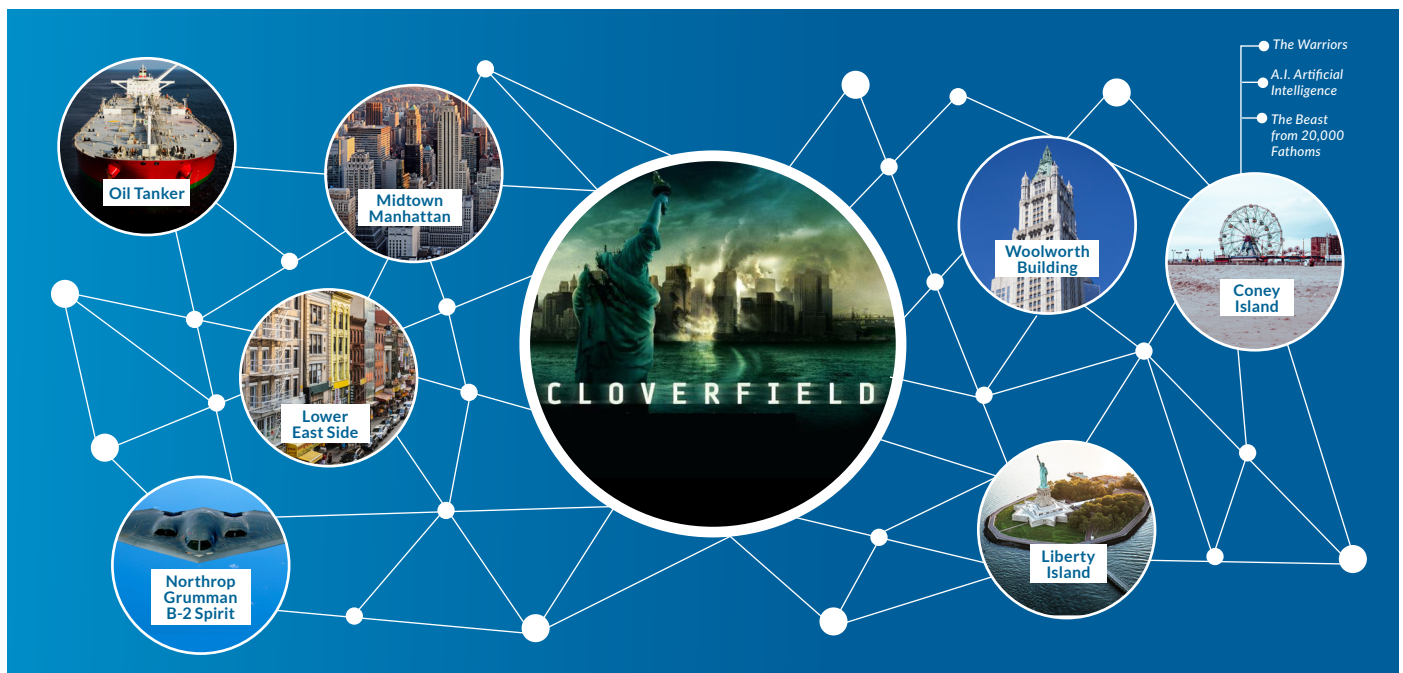 The Warriors
A.I. Artificial
Intelligence
The Beast
from 20,000
Fathoms
Oil Tanker
Midtown
Manhattan
Woolworth
Building
Coney
Island
CLOVERFIELD
Lower
East Side
Liberty
Island
Northrop
Grumman
B-2 Spirit